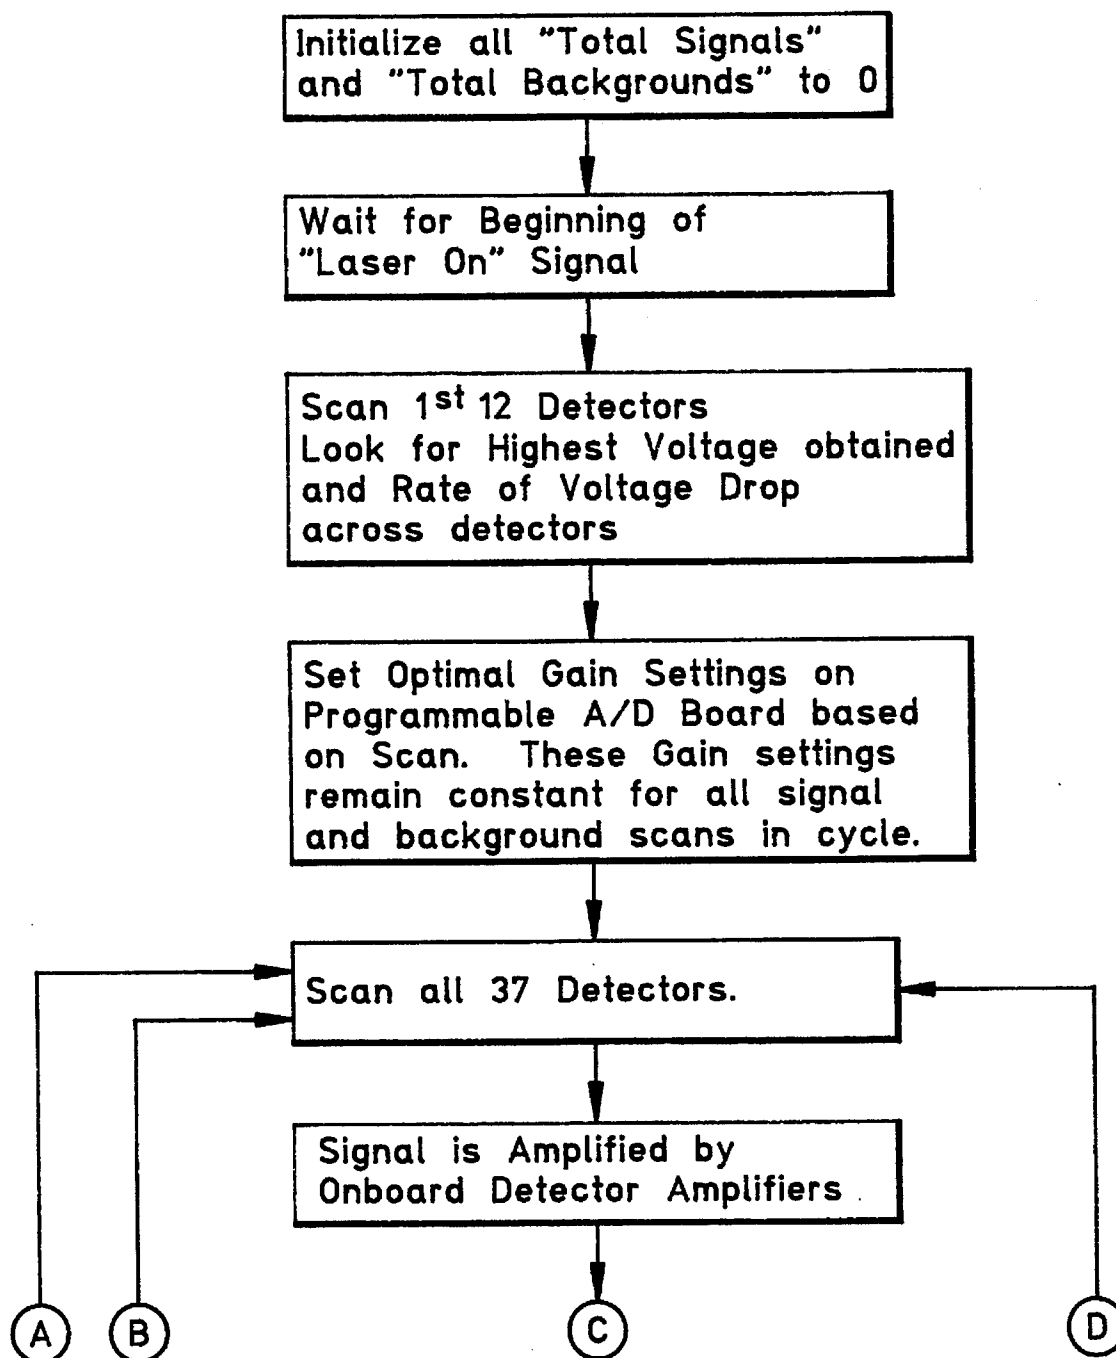 Initialize all "Total Signals"
and "Total Backgrounds" to 0
Wait for Beginning of
"Laser On" Signal
Scan 1st 12 Detectors
Look for Highest Voltage obtained
and Rate of Voltage Drop
across detectors
Set Optimal Gain Settings on
Programmable A/D Board based
on Scan. These Gain settings
remain constant for all signal
and background scans in cycle.
Scan all 37 Detectors.
Signal is Amplified by
Onboard Detector Amplifiers
A
B
C
D